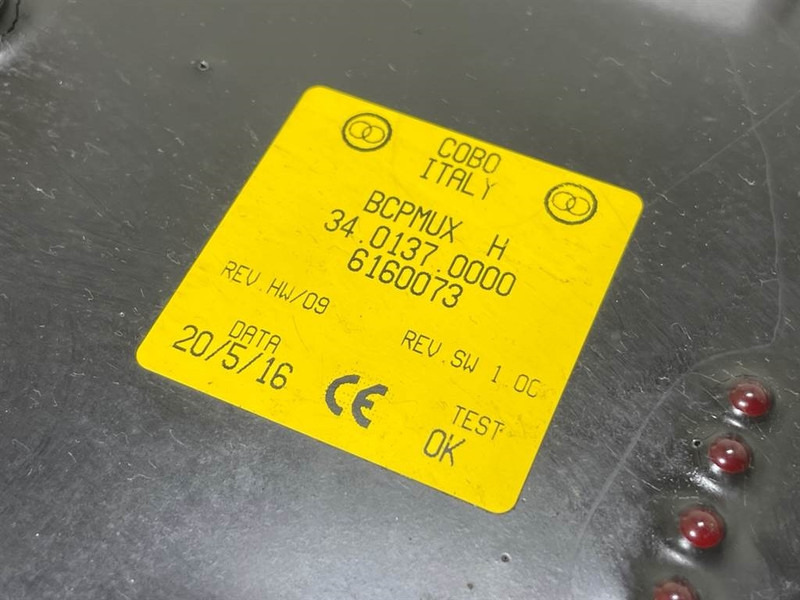 COBO
ITALY
BCPMUX H
34.0137.0000
6160073
REV.HW/09
REV.SW 1.00
DATA
20/5/16
CE
TEST
OK